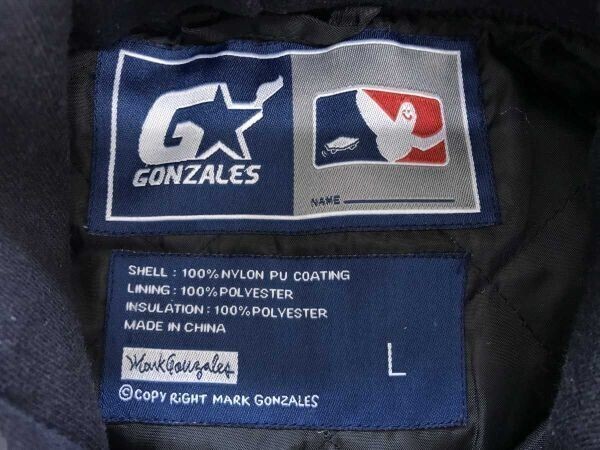 G
GONZALES
NAME
SHELL : 100% NYLON PU COATING
LINING : 100% POLYESTER
INSULATION : 100% POLYESTER
MADE IN CHINA
Mark Gonzales
L
©COPY RiGHT MARK GONZALES